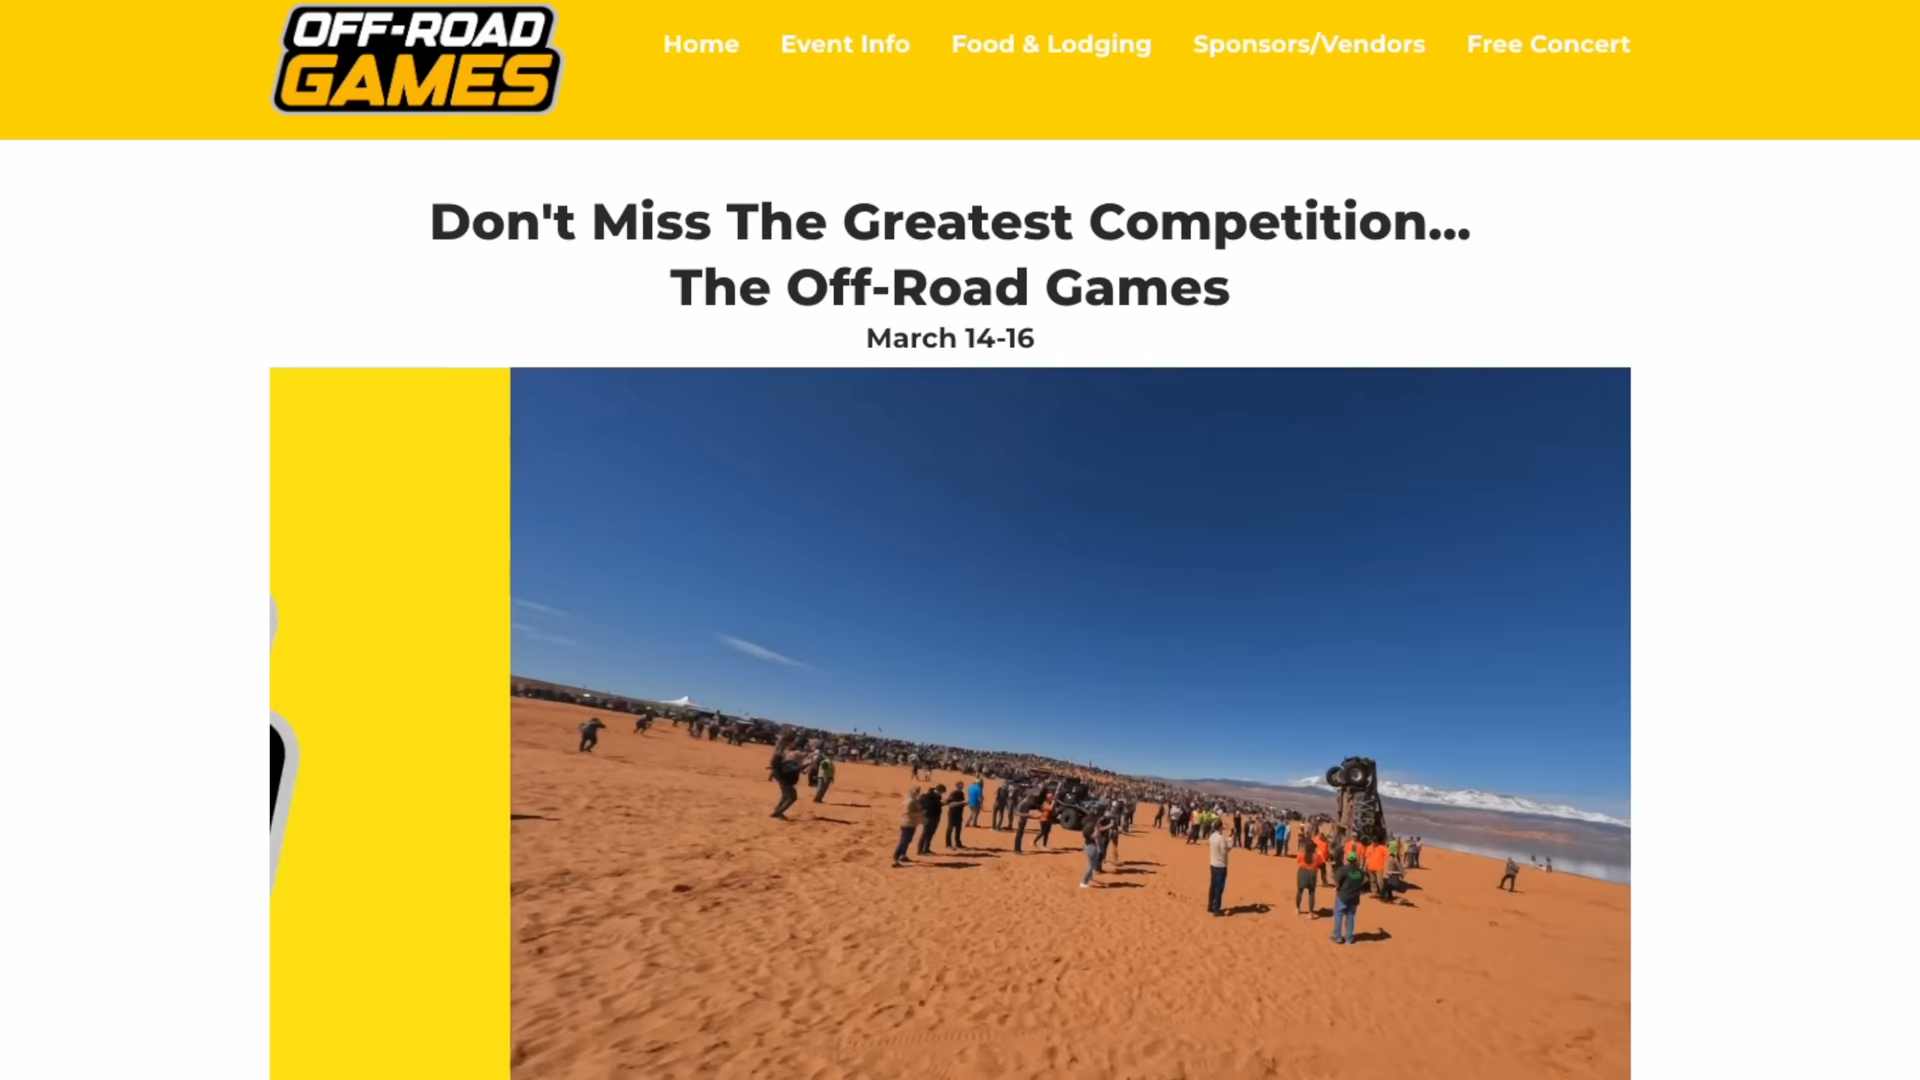 OFF-ROAD
GAMES
Home Event Info Food & Lodging Sponsors/Vendors Free Concert
Don't Miss The Greatest Competition...
The Off-Road Games
March 14-16